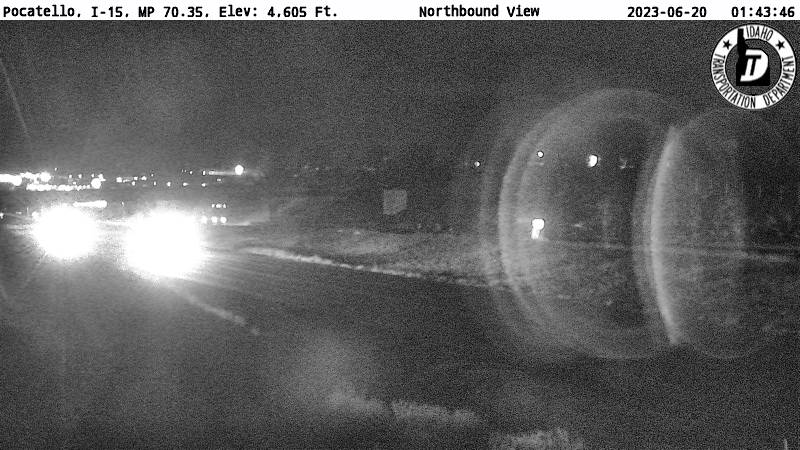 Pocatello, I-15, MP 70.35, Elev: 4,605 Ft. Northbound View 2023-06-20 01:43:46
IDAHO
TRANSPORTATION DEPARTMENT